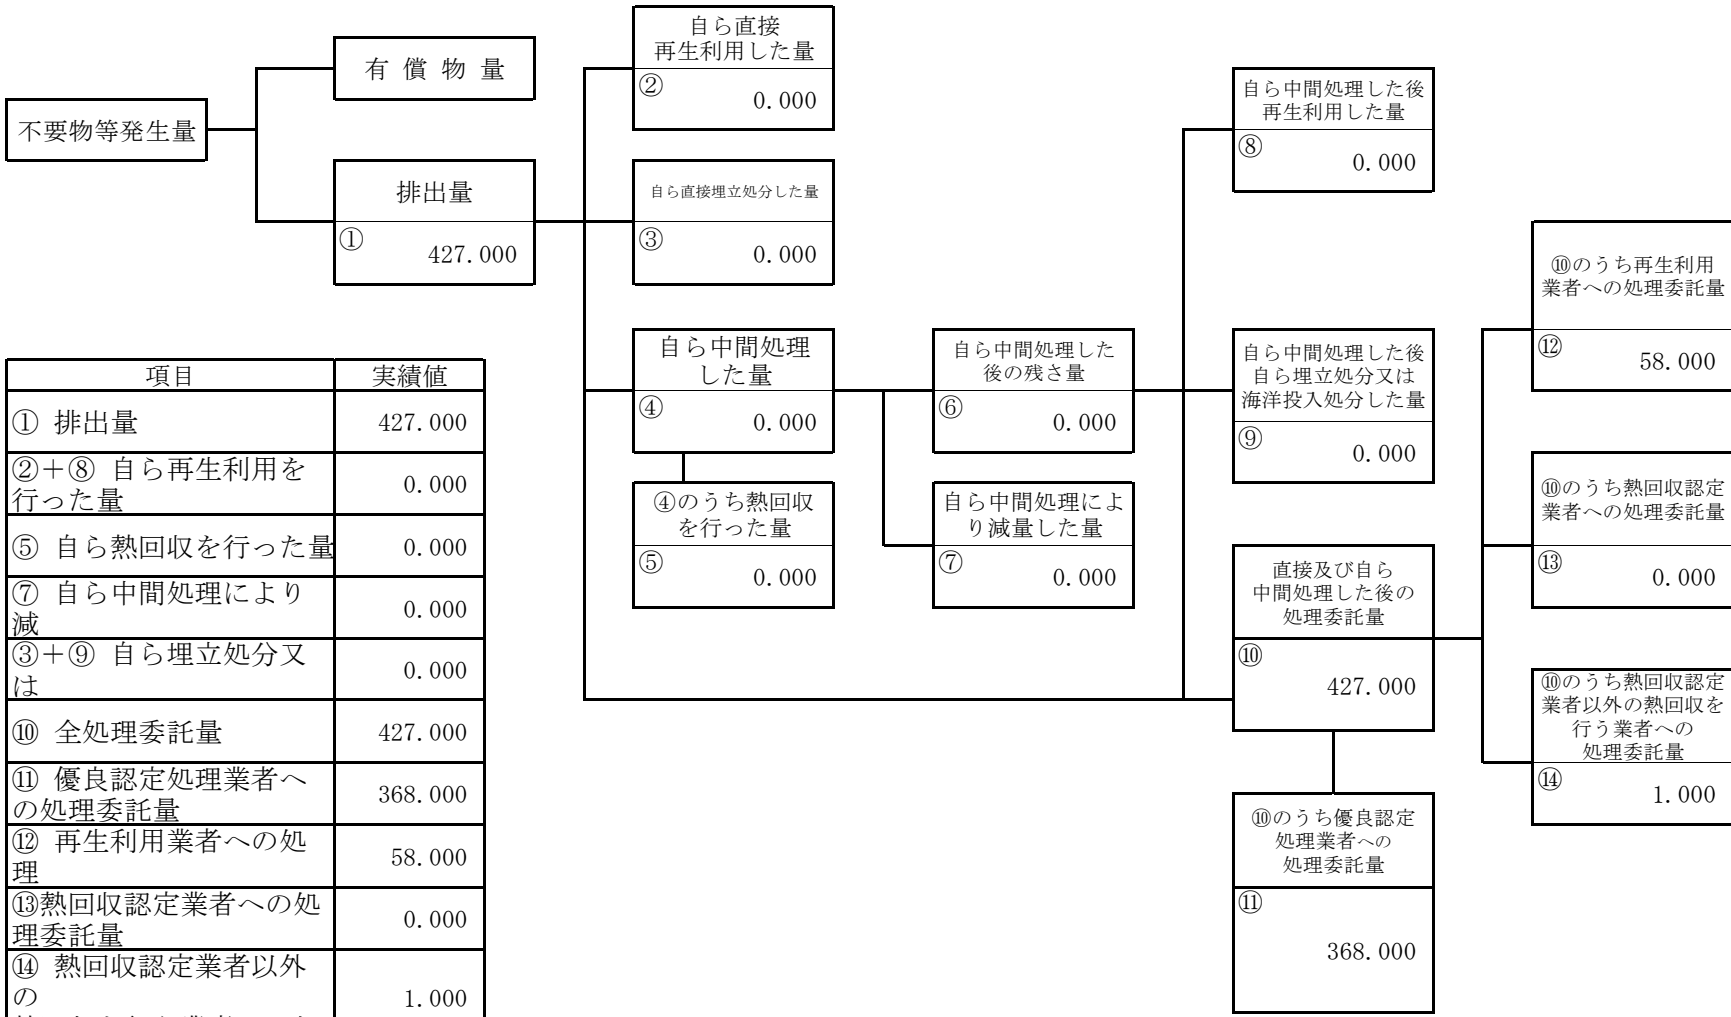 不要物等発生量
有 償 物 量
排出量
①
427.000
自ら直接
再生利用した量
②
0.000
自ら直接埋立処分した量
③
0.000
自ら中間処理
した量
④
0.000
④のうち熱回収
を行った量
⑤
0.000
自ら中間処理した
後の残さ量
⑥
0.000
自ら中間処理によ
り減量した量
⑦
0.000
自ら中間処理した後
再生利用した量
⑧
0.000
自ら中間処理した後
自ら埋立処分又は
海洋投入処分した量
⑨
0.000
直接及び自ら
中間処理した後の
処理委託量
⑩
427.000
⑩のうち優良認定
処理業者への
処理委託量
⑪
368.000
⑩のうち再生利用
業者への処理委託量
⑫
58.000
⑩のうち熱回収認定
業者への処理委託量
⑬
0.000
⑩のうち熱回収認定
業者以外の熱回収を
行う業者への
処理委託量
⑭
1.000
項目 実績値
① 排出量 427.000
②＋⑧ 自ら再生利用を
行った量 0.000
⑤ 自ら熱回収を行った量 0.000
⑦ 自ら中間処理により
減 0.000
③＋⑨ 自ら埋立処分又
は 0.000
⑩ 全処理委託量 427.000
⑪ 優良認定処理業者へ
の処理委託量 368.000
⑫ 再生利用業者への処
理 58.000
⑬熱回収認定業者への処
理委託量 0.000
⑭ 熱回収認定業者以外
の 1.000